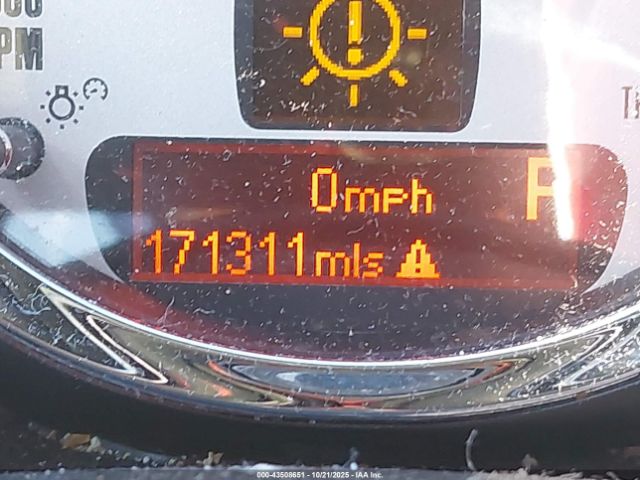 PM
0mph P
171311mls
000-43508651 - 10/21/2025 - IAA Inc.